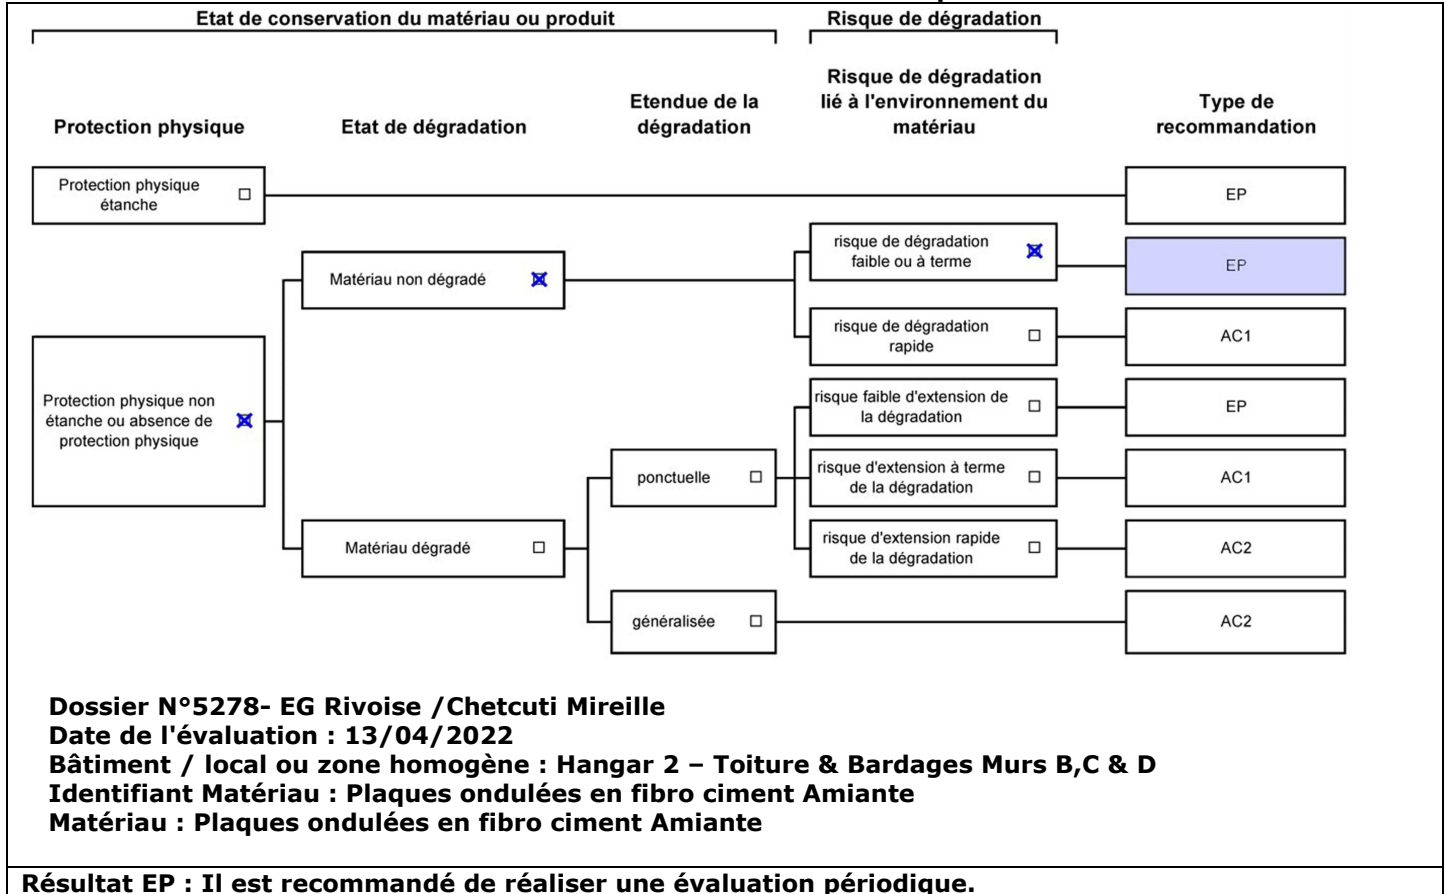 Etat de conservation du matériau ou produit
Risque de dégradation
Protection physique
Etat de dégradation
Etendue de la
dégradation
Risque de dégradation
lié à l'environnement du
matériau
Type de
recommandation
Protection physique
étanche
EP
risque de dégradation
faible ou à terme
EP
Matériau non dégradé
risque de dégradation
rapide
AC1
Protection physique non
étanche ou absence de
protection physique
risque faible d'extension de
la dégradation
EP
ponctuelle
risque d'extension à terme
de la dégradation
AC1
Matériau dégradé
risque d'extension rapide
de la dégradation
AC2
généralisée
AC2
Dossier N°5278- EG Rivoise /Chetcuti Mireille
Date de l'évaluation : 13/04/2022
Bâtiment / local ou zone homogène : Hangar 2 – Toiture & Bardages Murs B,C & D
Identifiant Matériau : Plaques ondulées en fibro ciment Amiante
Matériau : Plaques ondulées en fibro ciment Amiante
Résultat EP : Il est recommandé de réaliser une évaluation périodique.